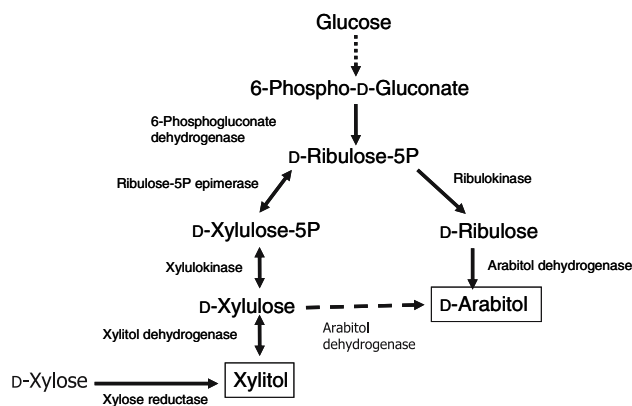 Glucose
6-Phospho-D-Gluconate
6-Phosphogluconate
dehydrogenase
D-Ribulose-5P
Ribulose-5P epimerase
Ribulokinase
D-Xylulose-5P
D-Ribulose
Xylulokinase
Arabitol dehydrogenase
D-Xylulose
D-Arabitol
Xylitol dehydrogenase
Arabitol
dehydrogenase
D-Xylose
Xylitol
Xylose reductase